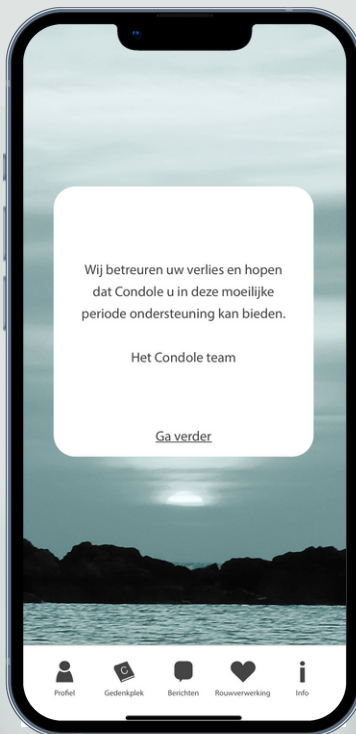 Wij betreuren uw verlies en hopen
dat Condole u in deze moeilijke
periode ondersteuning kan bieden.
Het Condole team
Ga verder
Profiel
Gedenkplek
Berichten
Rouwverwerking
Info